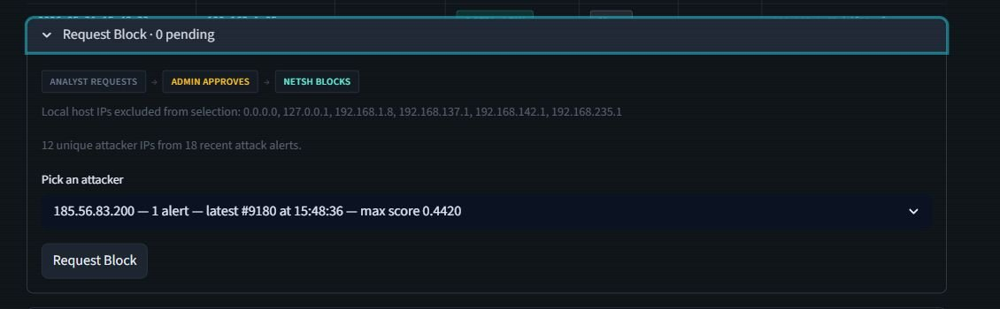 Request Block · 0 pending
ANALYST REQUESTS → ADMIN APPROVES → NETSH BLOCKS
Local host IPs excluded from selection: 0.0.0.0, 127.0.0.1, 192.168.1.8, 192.168.137.1, 192.168.142.1, 192.168.235.1
12 unique attacker IPs from 18 recent attack alerts.
Pick an attacker
185.56.83.200 — 1 alert — latest #9180 at 15:48:36 — max score 0.4420
Request Block